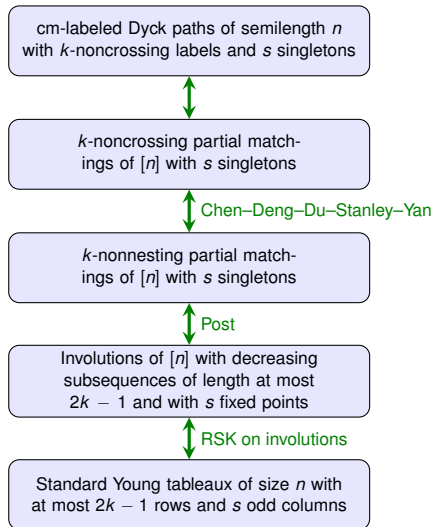 cm-labeled Dyck paths of semilength n
with k-noncrossing labels and s singletons
k-noncrossing partial match-
ings of [n] with s singletons
Chen–Deng–Du–Stanley–Yan
k-nonnesting partial match-
ings of [n] with s singletons
Post
Involutions of [n] with decreasing
subsequences of length at most
2k − 1 and with s fixed points
RSK on involutions
Standard Young tableaux of size n with
at most 2k − 1 rows and s odd columns